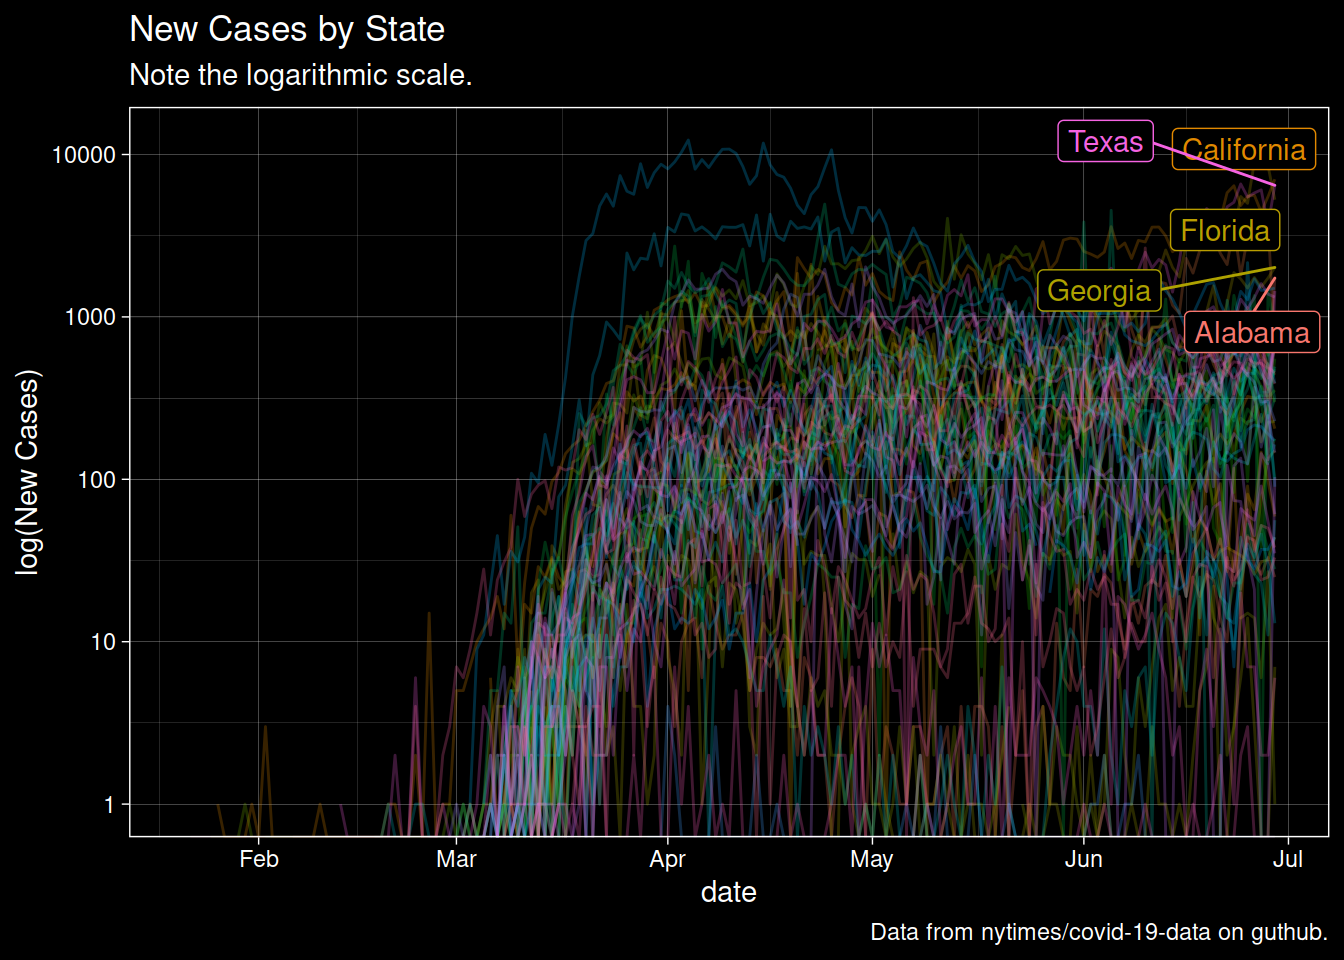 New Cases by State
Note the logarithmic scale.
log(New Cases)
10000
1000
100
10
1
Texas
California
Florida
Georgia
Alabama
Feb
Mar
Apr
May
Jun
Jul
date
Data from nytimes/covid-19-data on guthub.